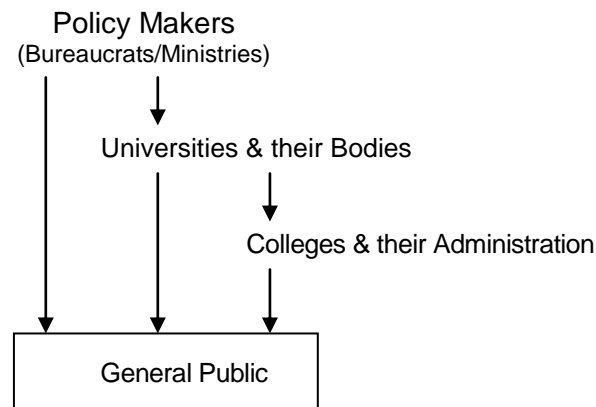 Policy Makers
(Bureaucrats/Ministries)
Universities & their Bodies
Colleges & their Administration
General Public